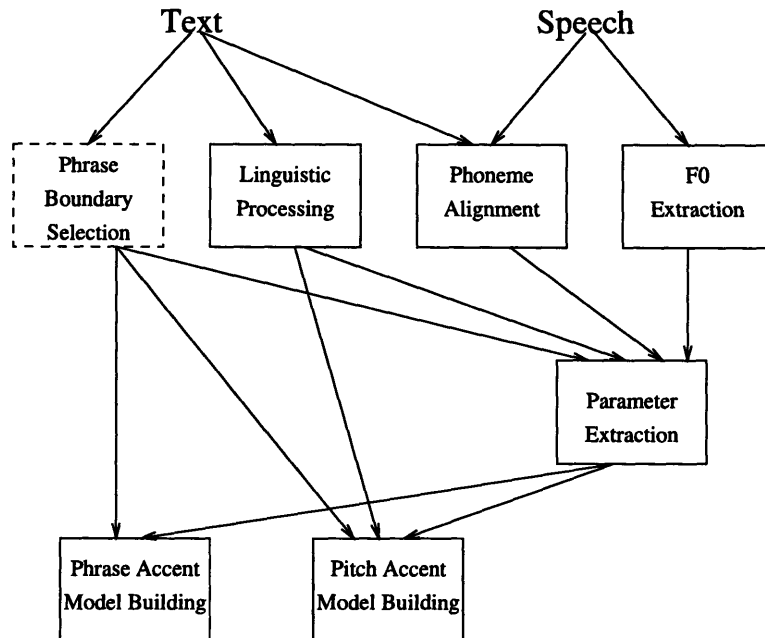 Text
Speech
Phrase
Boundary
Selection
Linguistic
Processing
Phoneme
Alignment
F0
Extraction
Parameter
Extraction
Phrase Accent
Model Building
Pitch Accent
Model Building